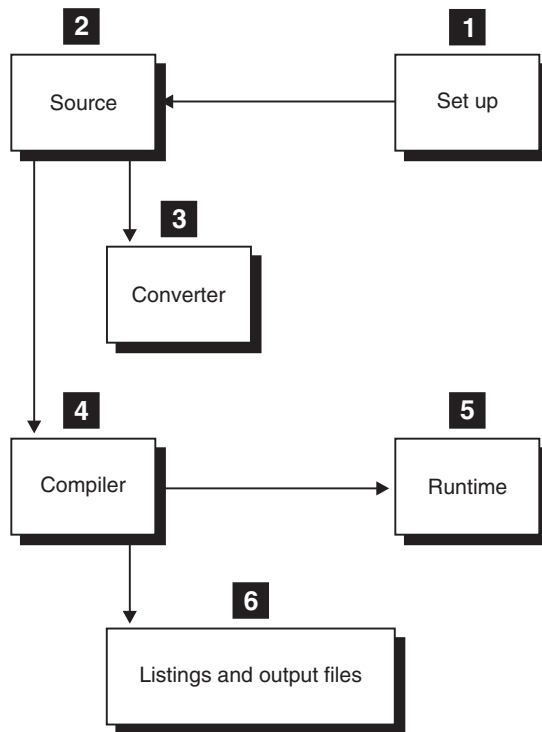 2
1
Source
Set up
3
Converter
4
5
Compiler
Runtime
6
Listings and output files